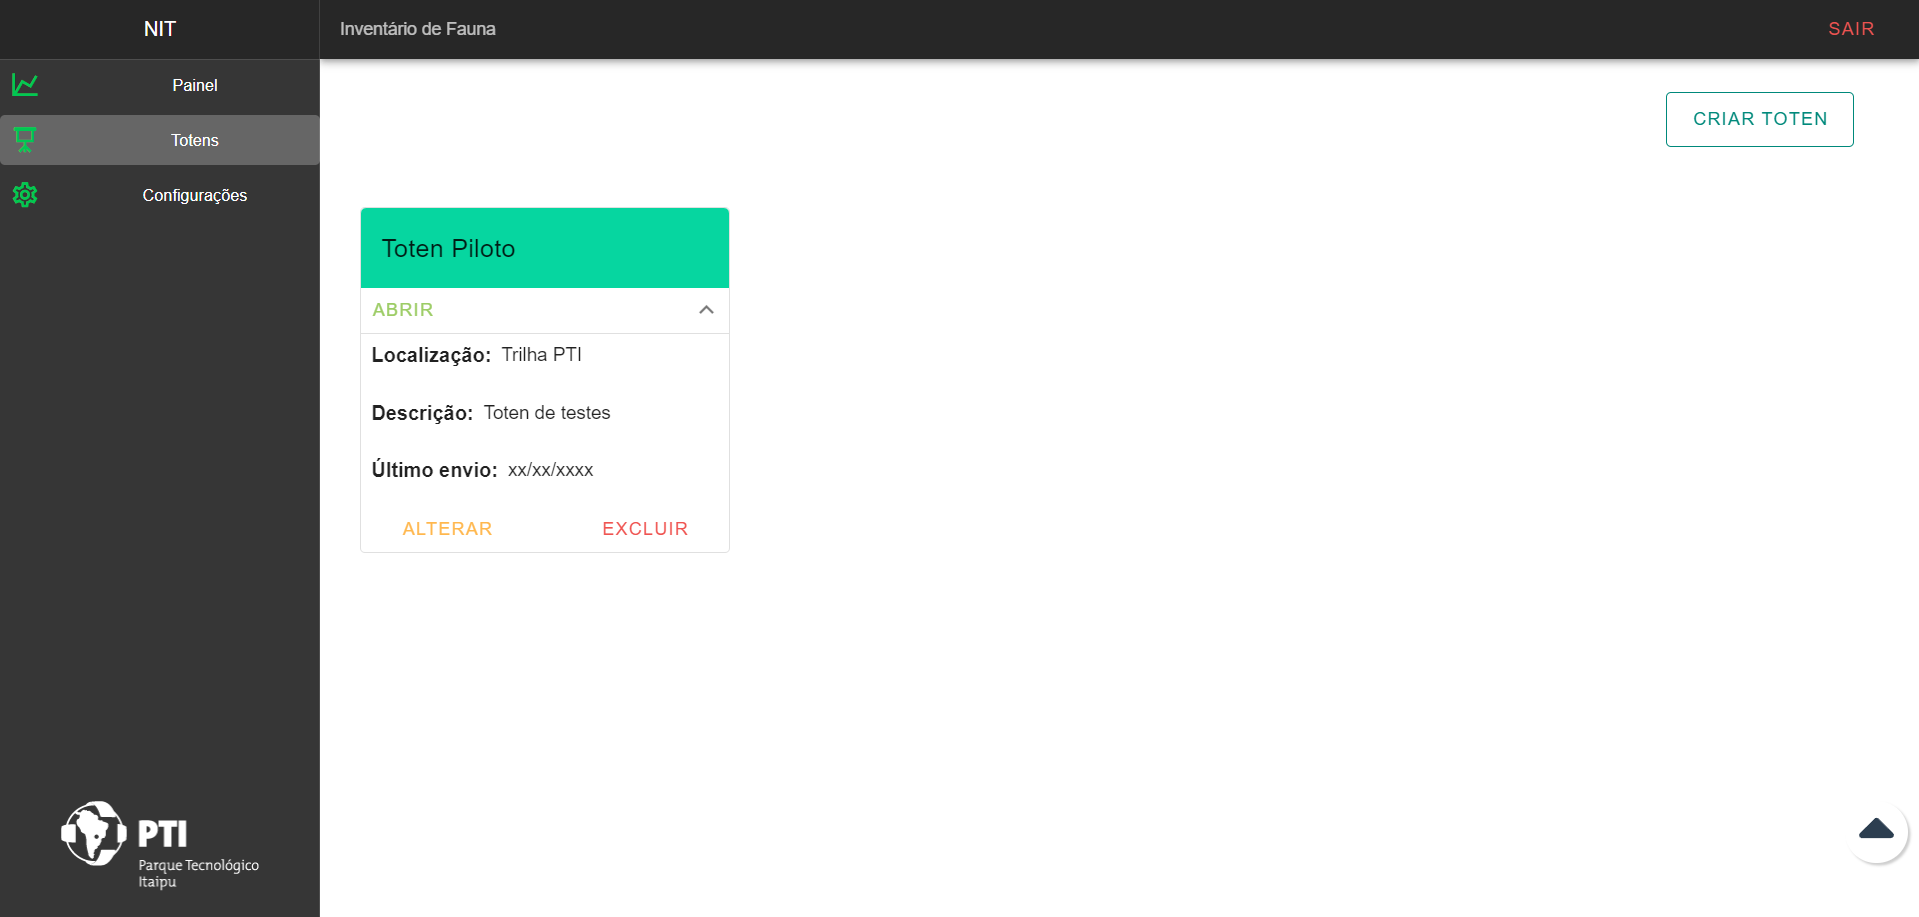 NIT
Inventário de Fauna
SAIR
Painel
Totens
Configurações
CRIAR TOTEN
Toten Piloto
ABRIR
Localização: Trilha PTI
Descrição: Toten de testes
Último envio: xx/xx/xxxx
ALTERAR EXCLUIR
PTI
Parque Tecnológico
Itaipu